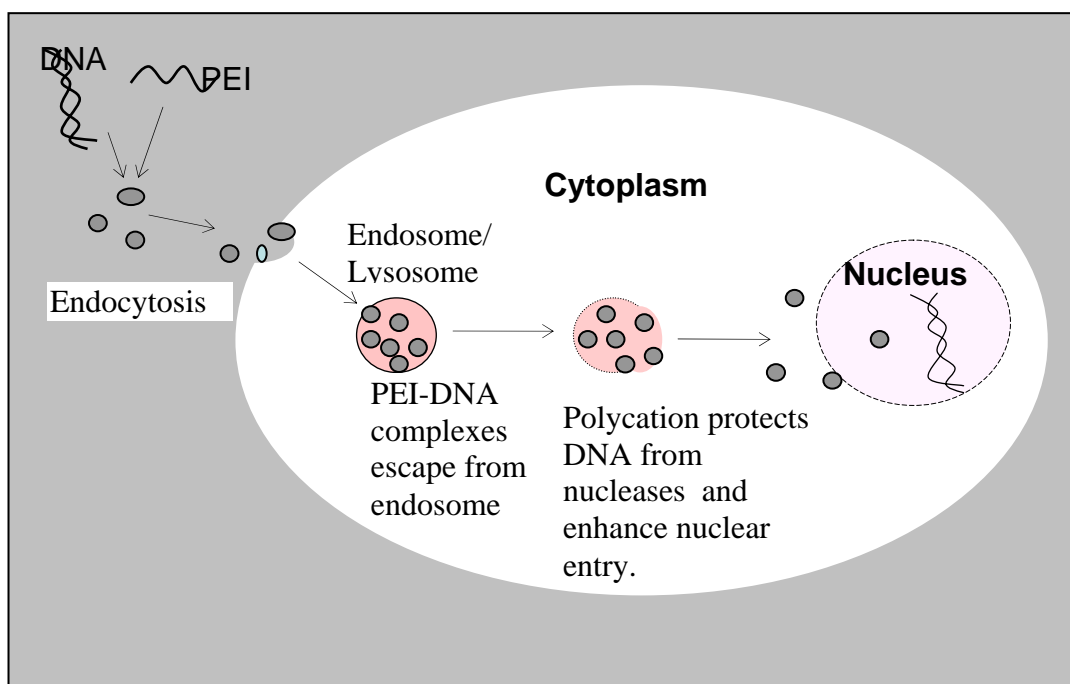 DNA
PEI
Cytoplasm
Endosome/
Lysosome
Nucleus
Endocytosis
PEI-DNA
complexes
escape from
endosome
Polycation protects
DNA from
nucleases and
enhance nuclear
entry.